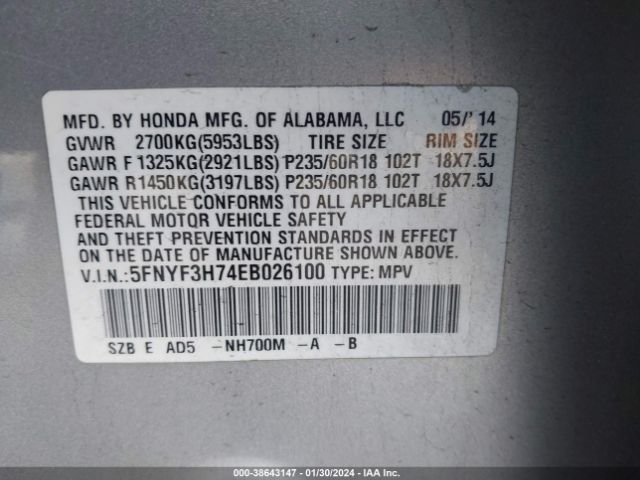 MFD. BY HONDA MFG. OF ALABAMA, LLC 05/'14
GVWR 2700KG(5953LBS) TIRE SIZE RIM SIZE
GAWR F 1325KG(2921LBS) P235/60R18 102T 18X7.5J
GAWR R1450KG(3197LBS) P235/60R18 102T 18X7.5J
THIS VEHICLE CONFORMS TO ALL APPLICABLE
FEDERAL MOTOR VEHICLE SAFETY
AND THEFT PREVENTION STANDARDS IN EFFECT
ON THE DATE OF MANUFACTURE SHOWN ABOVE.
V.I.N.:5FNYF3H74EB026100 TYPE: MPV
SZB E AD5 -NH700M -A -B
000-38643147 - 01/30/2024 - IAA Inc.